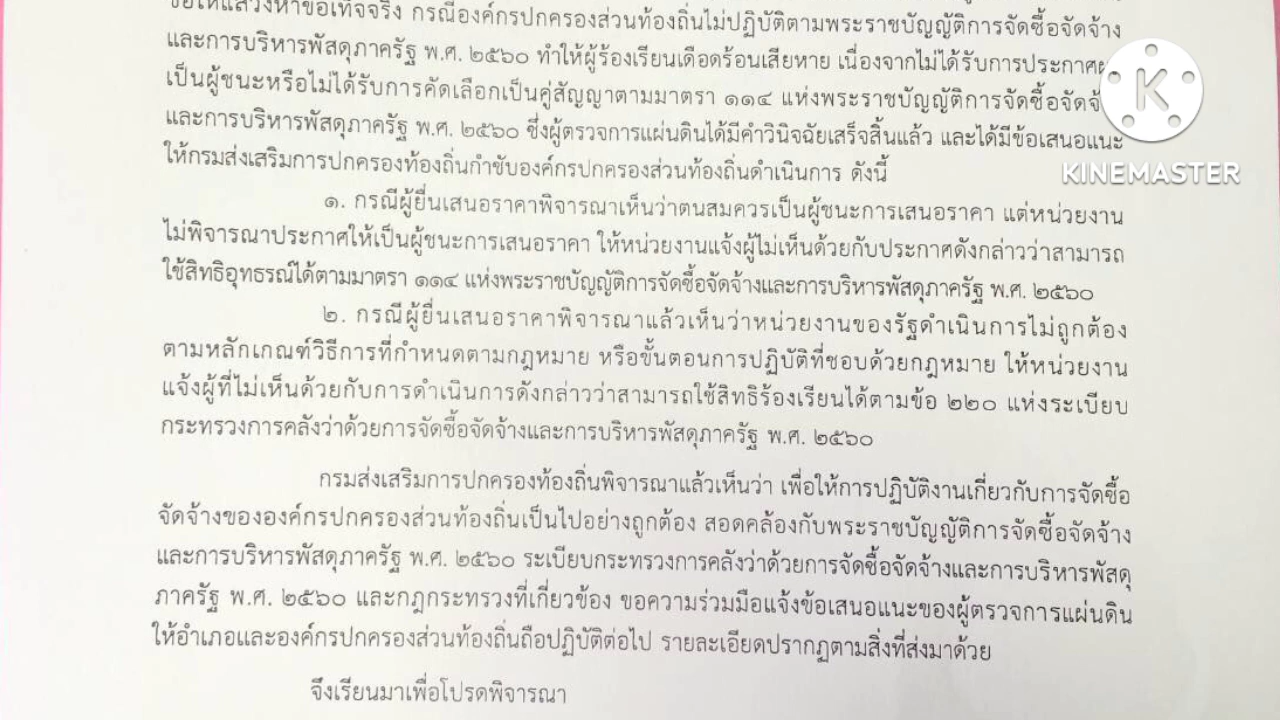 ขอให้แสวงหาข้อเท็จจริง กรณีองค์กรปกครองส่วนท้องถิ่นไม่ปฏิบัติตามพระราชบัญญัติการจัดซื้อจัดจ้าง
และการบริหารพัสดุภาครัฐ พ.ศ. ๒๕๖๐ ทำให้ผู้ร้องเรียนเดือดร้อนเสียหาย เนื่องจากไม่ได้รับการประกาศ
เป็นผู้ชนะหรือไม่ได้รับการคัดเลือกเป็นคู่สัญญาตามมาตรา ๑๑๔ แห่งพระราชบัญญัติการจัดซื้อจัด
และการบริหารพัสดุภาครัฐ พ.ศ. ๒๕๖๐ ซึ่งผู้ตรวจการแผ่นดินได้มีคำวินิจฉัยเสร็จสิ้นแล้ว และได้มีข้อเสนอแนะ
ให้กรมส่งเสริมการปกครองท้องถิ่นกำชับองค์กรปกครองส่วนท้องถิ่นดำเนินการ ดังนี้
๑. กรณีผู้ยื่นเสนอราคาพิจารณาเห็นว่าตนสมควรเป็นผู้ชนะการเสนอราคา แต่หน่วยงาน
ไม่พิจารณาประกาศให้เป็นผู้ชนะการเสนอราคา ให้หน่วยงานแจ้งผู้ไม่เห็นด้วยกับประกาศดังกล่าวว่าสามารถ
ใช้สิทธิอุทธรณ์ได้ตามมาตรา ๑๑๔ แห่งพระราชบัญญัติการจัดซื้อจัดจ้างและการบริหารพัสดุภาครัฐ พ.ศ. ๒๕๖๐
๒. กรณีผู้ยื่นเสนอราคาพิจารณาแล้วเห็นว่าหน่วยงานของรัฐดำเนินการไม่ถูกต้อง
ตามหลักเกณฑ์วิธีการที่กำหนดตามกฎหมาย หรือขั้นตอนการปฏิบัติที่ชอบด้วยกฎหมาย ให้หน่วยงาน
แจ้งผู้ที่ไม่เห็นด้วยกับการดำเนินการดังกล่าวว่าสามารถใช้สิทธิร้องเรียนได้ตามข้อ ๒๒๐ แห่งระเบียบ
กระทรวงการคลังว่าด้วยการจัดซื้อจัดจ้างและการบริหารพัสดุภาครัฐ พ.ศ. ๒๕๖๐
กรมส่งเสริมการปกครองท้องถิ่นพิจารณาแล้วเห็นว่า เพื่อให้การปฏิบัติงานเกี่ยวกับการจัดซื้อ
จัดจ้างขององค์กรปกครองส่วนท้องถิ่นเป็นไปอย่างถูกต้อง สอดคล้องกับพระราชบัญญัติการจัดซื้อจัดจ้าง
และการบริหารพัสดุภาครัฐ พ.ศ. ๒๕๖๐ ระเบียบกระทรวงการคลังว่าด้วยการจัดซื้อจัดจ้างและการบริหารพัสดุ
ภาครัฐ พ.ศ. ๒๕๖๐ และกฎกระทรวงที่เกี่ยวข้อง ขอความร่วมมือแจ้งข้อเสนอแนะของผู้ตรวจการแผ่นดิน
ให้อำเภอและองค์กรปกครองส่วนท้องถิ่นถือปฏิบัติต่อไป รายละเอียดปรากฏตามสิ่งที่ส่งมาด้วย
จึงเรียนมาเพื่อโปรดพิจารณา
K
KINEMASTER